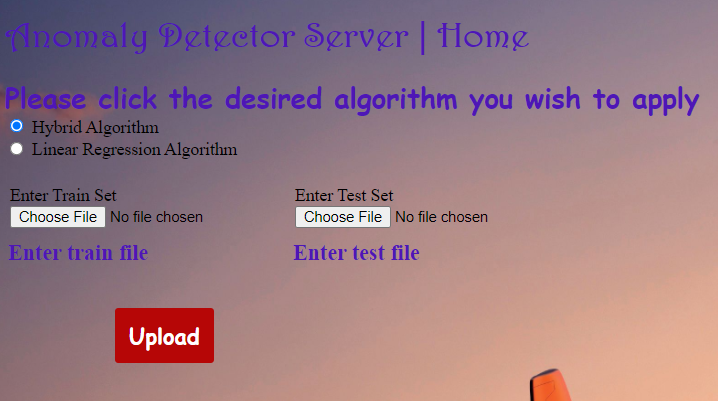 Anomaly Detector Server | Home
Please click the desired algorithm you wish to apply
Hybrid Algorithm
Linear Regression Algorithm
Enter Train Set Enter Test Set
Choose File No file chosen Choose File No file chosen
Enter train file Enter test file
Upload